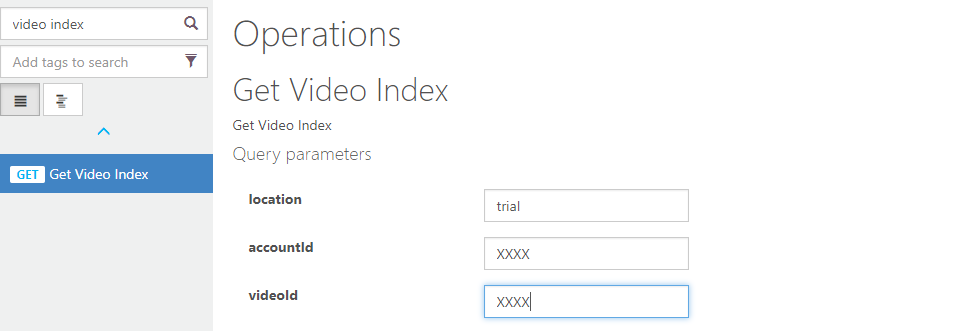 video index
Add tags to search
GET Get Video Index
Operations
Get Video Index
Get Video Index
Query parameters
location trial
accountId XXXX
videoId XXXX